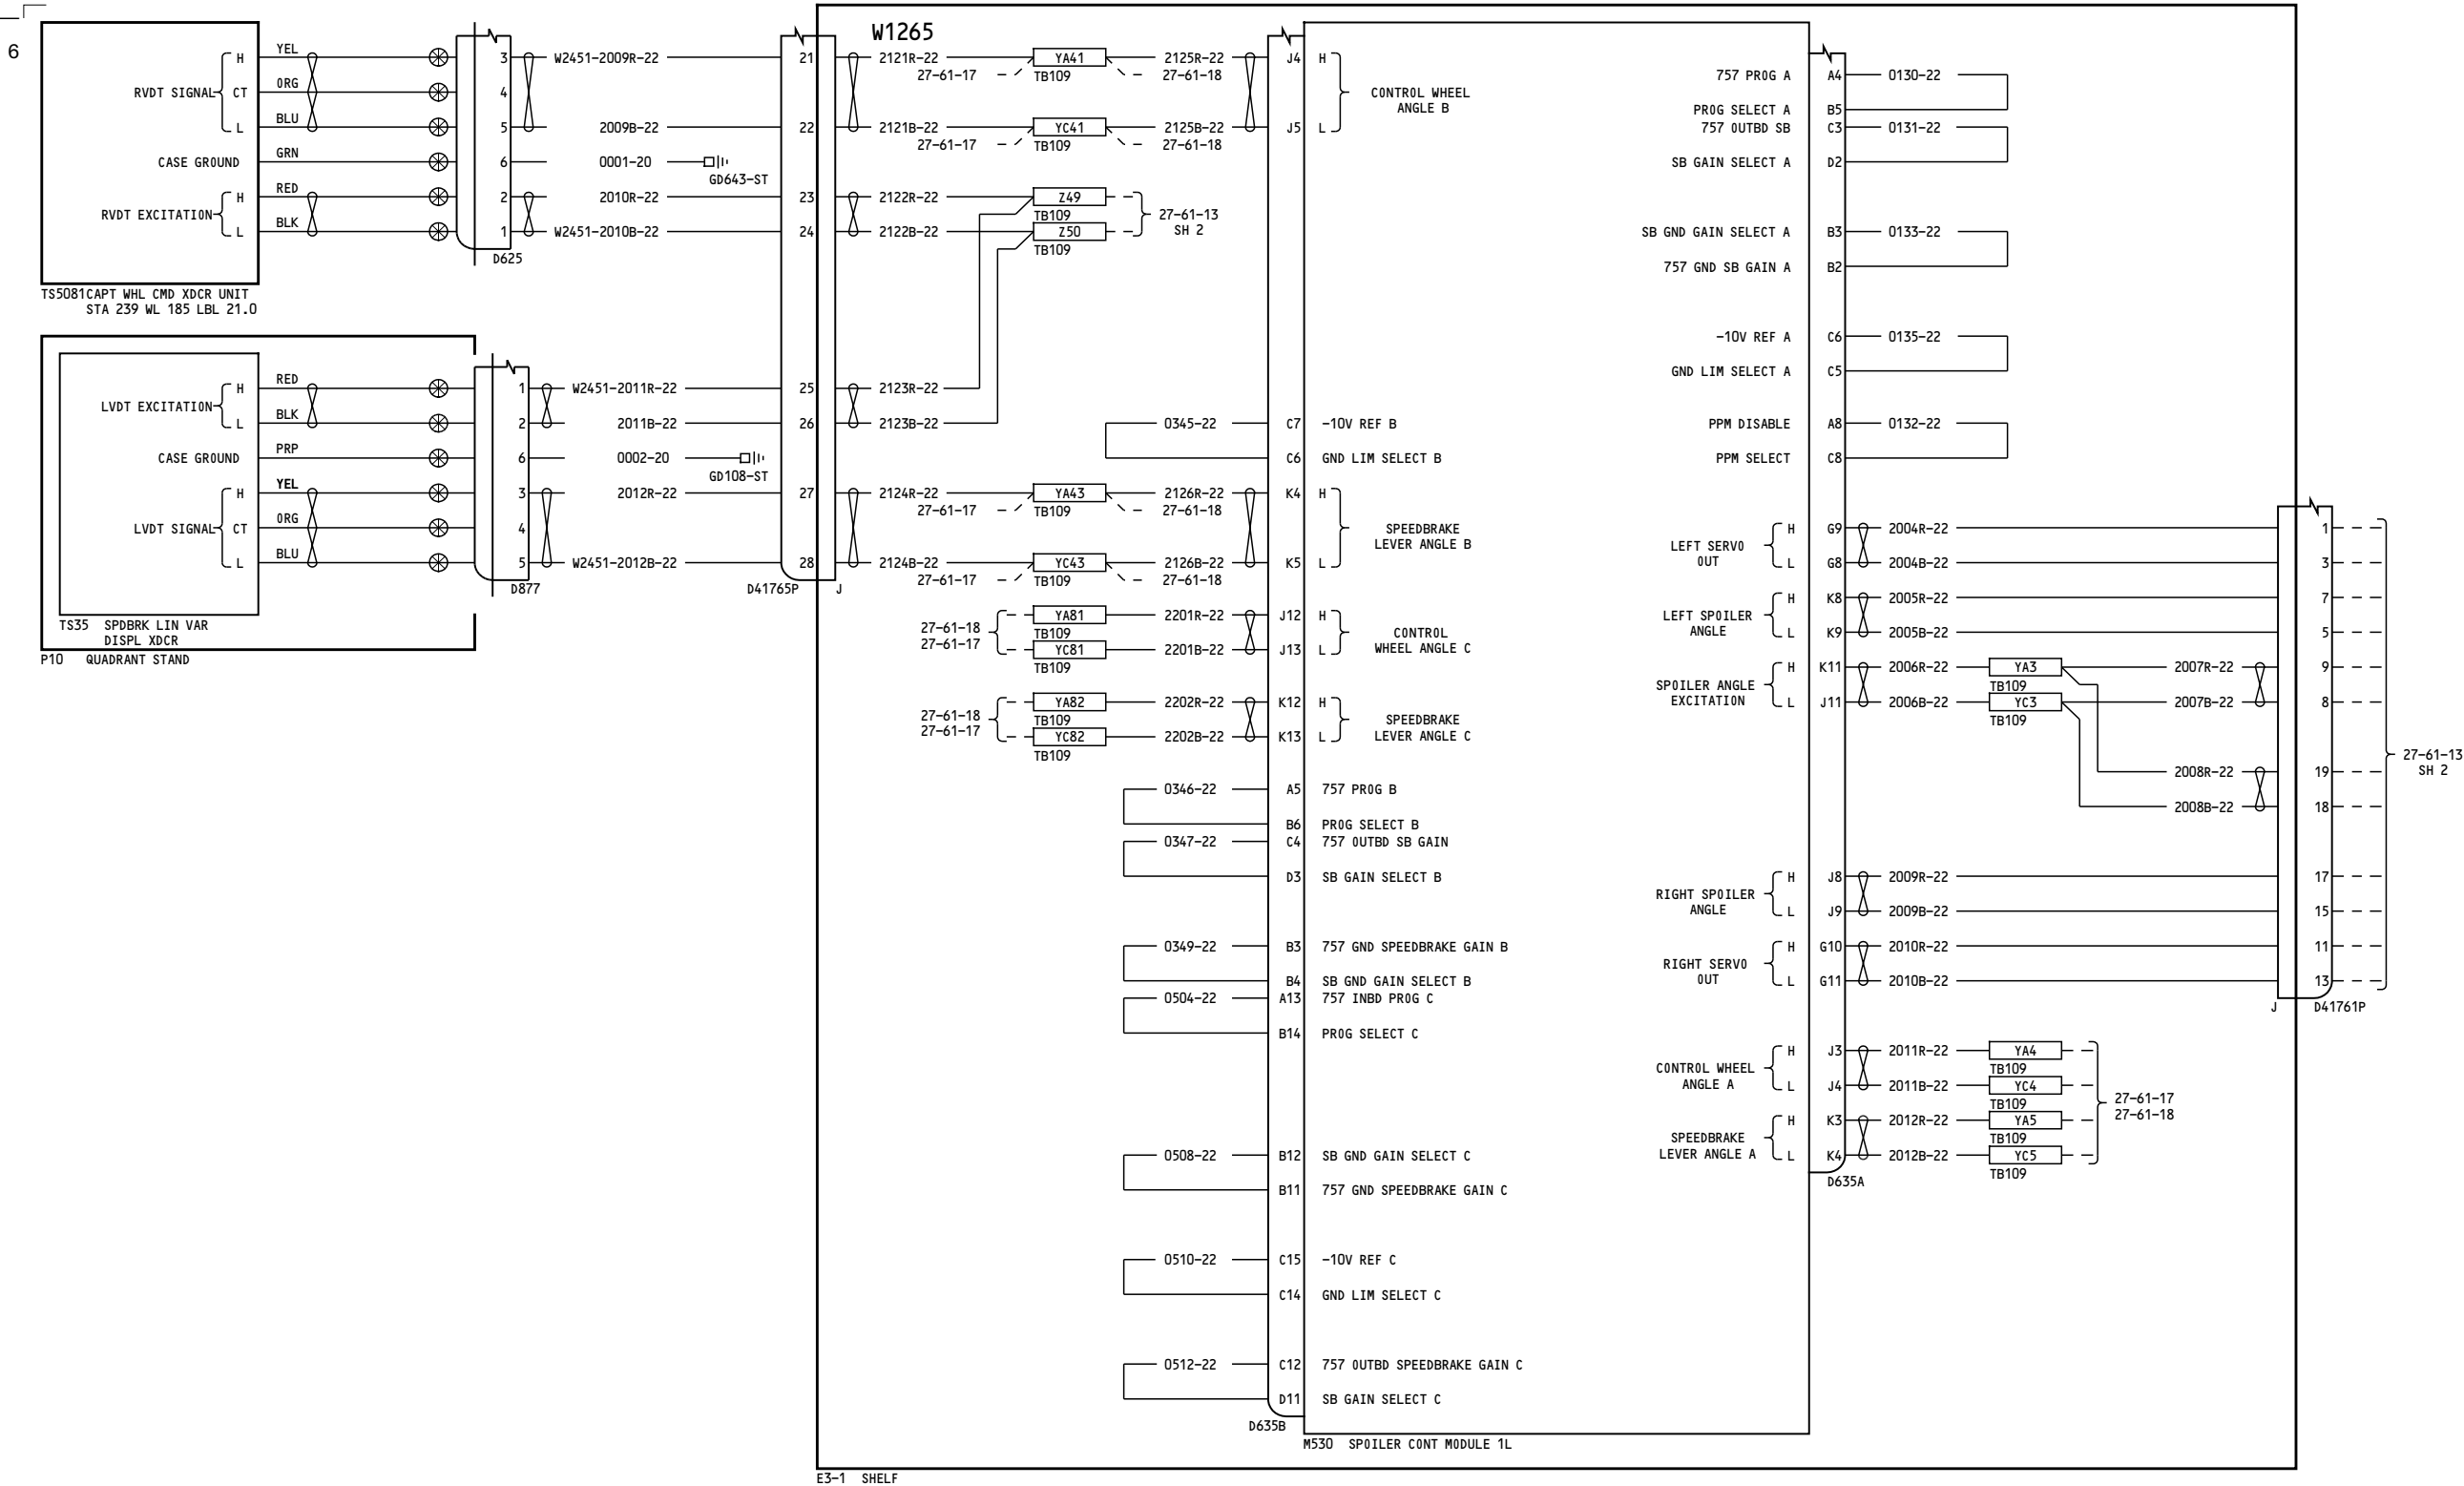 6
W1265
H YEL 3 W2451-2009R-22 21 2121R-22 YA41 2125R-22 J4 H
27-61-17 TB109 27-61-18
RVDT SIGNAL CT ORG 4
CONTROL WHEEL
ANGLE B
L BLU 5 2009B-22 22 2121B-22 YC41 2125B-22 J5 L
27-61-17 TB109 27-61-18
CASE GROUND GRN 6 0001-20
GD643-ST
H RED 2 2010R-22 23 2122R-22 Z49
TB109
RVDT EXCITATION
27-61-13
SH 2
L BLK 1 W2451-2010B-22 24 2122B-22 Z50
TB109
D625
TS5081 CAPT WHL CMD XDCR UNIT
STA 239 WL 185 LBL 21.0
H RED 1 W2451-2011R-22 25 2123R-22
LVDT EXCITATION
L BLK 2 2011B-22 26 2123B-22
CASE GROUND PRP 6 0002-20
GD108-ST
H YEL 3 2012R-22 27 2124R-22 YA43 2126R-22 K4 H
27-61-17 TB109 27-61-18
LVDT SIGNAL CT ORG 4
SPEEDBRAKE
LEVER ANGLE B
L BLU 5 W2451-2012B-22 28 2124B-22 YC43 2126B-22 K5 L
27-61-17 TB109 27-61-18
D877
D41765P J
TS35 SPDBRK LIN VAR
DISPL XDCR
P10 QUADRANT STAND
0345-22 C7 -10V REF B
C6 GND LIM SELECT B
YA81 2201R-22 J12 H
TB109
27-61-18
27-61-17
CONTROL
WHEEL ANGLE C
YC81 2201B-22 J13 L
TB109
YA82 2202R-22 K12 H
TB109
27-61-18
27-61-17
SPEEDBRAKE
LEVER ANGLE C
YC82 2202B-22 K13 L
TB109
0346-22 A5 757 PROG B
B6 PROG SELECT B
0347-22 C4 757 OUTBD SB GAIN
D3 SB GAIN SELECT B
0349-22 B3 757 GND SPEEDBRAKE GAIN B
B4 SB GND GAIN SELECT B
0504-22 A13 757 INBD PROG C
B14 PROG SELECT C
0508-22 B12 SB GND GAIN SELECT C
B11 757 GND SPEEDBRAKE GAIN C
0510-22 C15 -10V REF C
C14 GND LIM SELECT C
0512-22 C12 757 OUTBD SPEEDBRAKE GAIN C
D11 SB GAIN SELECT C
D635B
M530 SPOILER CONT MODULE 1L
E3-1 SHELF
757 PROG A A4 0130-22
PROG SELECT A B5
757 OUTBD SB C3 0131-22
SB GAIN SELECT A D2
SB GND GAIN SELECT A B3 0133-22
757 GND SB GAIN A B2
-10V REF A C6 0135-22
GND LIM SELECT A C5
PPM DISABLE A8 0132-22
PPM SELECT C8
H G9 2004R-22 1
LEFT SERVO
OUT
L G8 2004B-22 3
H K8 2005R-22 7
LEFT SPOILER
ANGLE
L K9 2005B-22 5
H K11 2006R-22 YA3 2007R-22 9
TB109
SPOILER ANGLE
EXCITATION
L J11 2006B-22 YC3 2007B-22 8
TB109
27-61-13
SH 2
2008R-22 19
2008B-22 18
H J8 2009R-22 17
RIGHT SPOILER
ANGLE
L J9 2009B-22 15
H G10 2010R-22 11
RIGHT SERVO
OUT
L G11 2010B-22 13
J D41761P
H J3 2011R-22 YA4
TB109
CONTROL WHEEL
ANGLE A
L J4 2011B-22 YC4
TB109
27-61-17
27-61-18
H K3 2012R-22 YA5
TB109
SPEEDBRAKE
LEVER ANGLE A
L K4 2012B-22 YC5
TB109
D635A